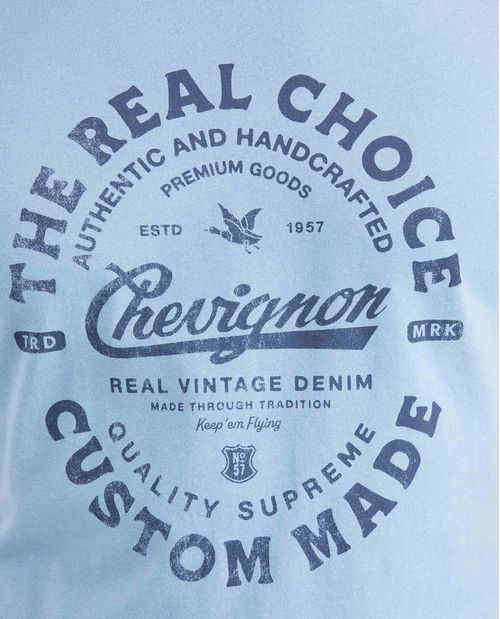 THE REAL CHOICE
AUTHENTIC AND HANDCRAFTED
PREMIUM GOODS
ESTD 1957
Chevignon
TRD MRK
REAL VINTAGE DENIM
MADE THROUGH TRADITION
Keep 'em Flying
No 57
QUALITY SUPREME
CUSTOM MADE